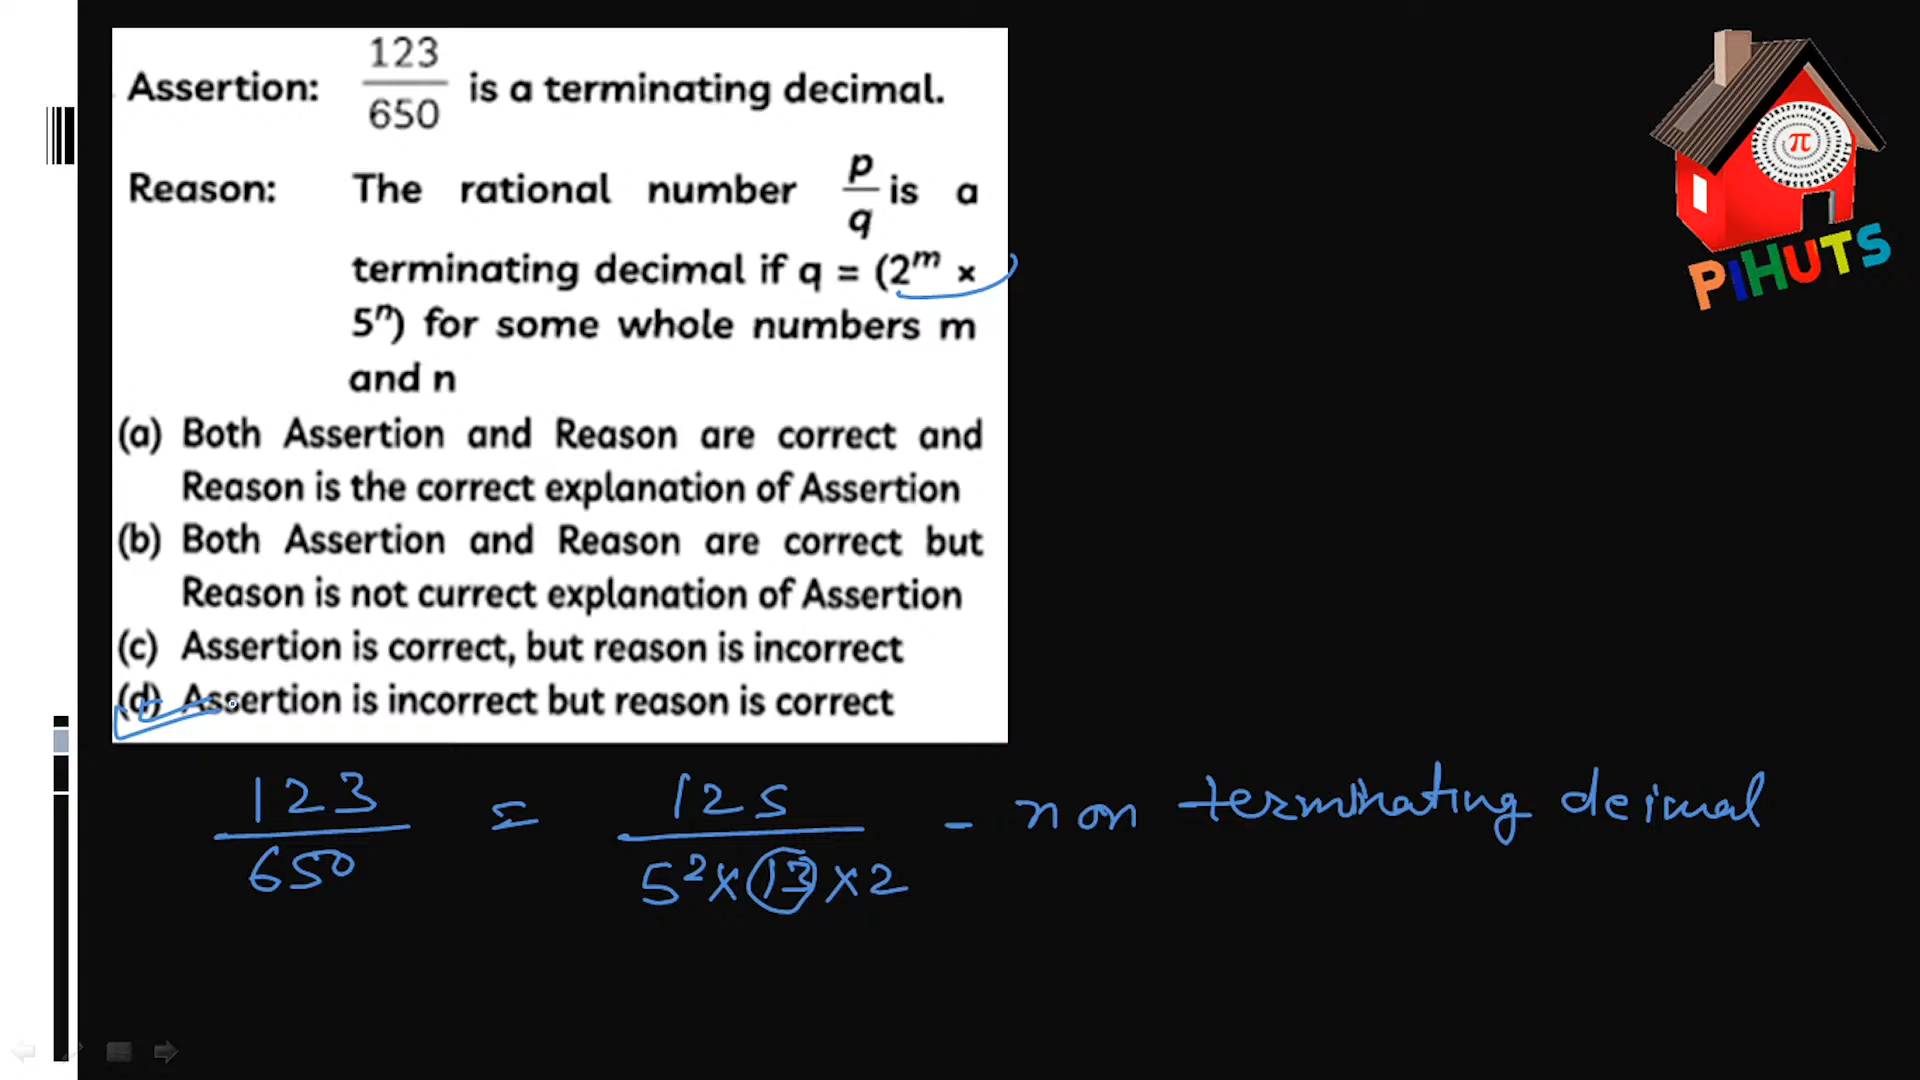 Assertion: 123/650 is a terminating decimal.
Reason: The rational number p/q is a
terminating decimal if q = (2^m ×
5^n) for some whole numbers m
and n
(a) Both Assertion and Reason are correct and
Reason is the correct explanation of Assertion
(b) Both Assertion and Reason are correct but
Reason is not currect explanation of Assertion
(c) Assertion is correct, but reason is incorrect
(d) Assertion is incorrect but reason is correct
123/650 = 125/5²×13×2 - non terminating deimal
π
PIHUTS